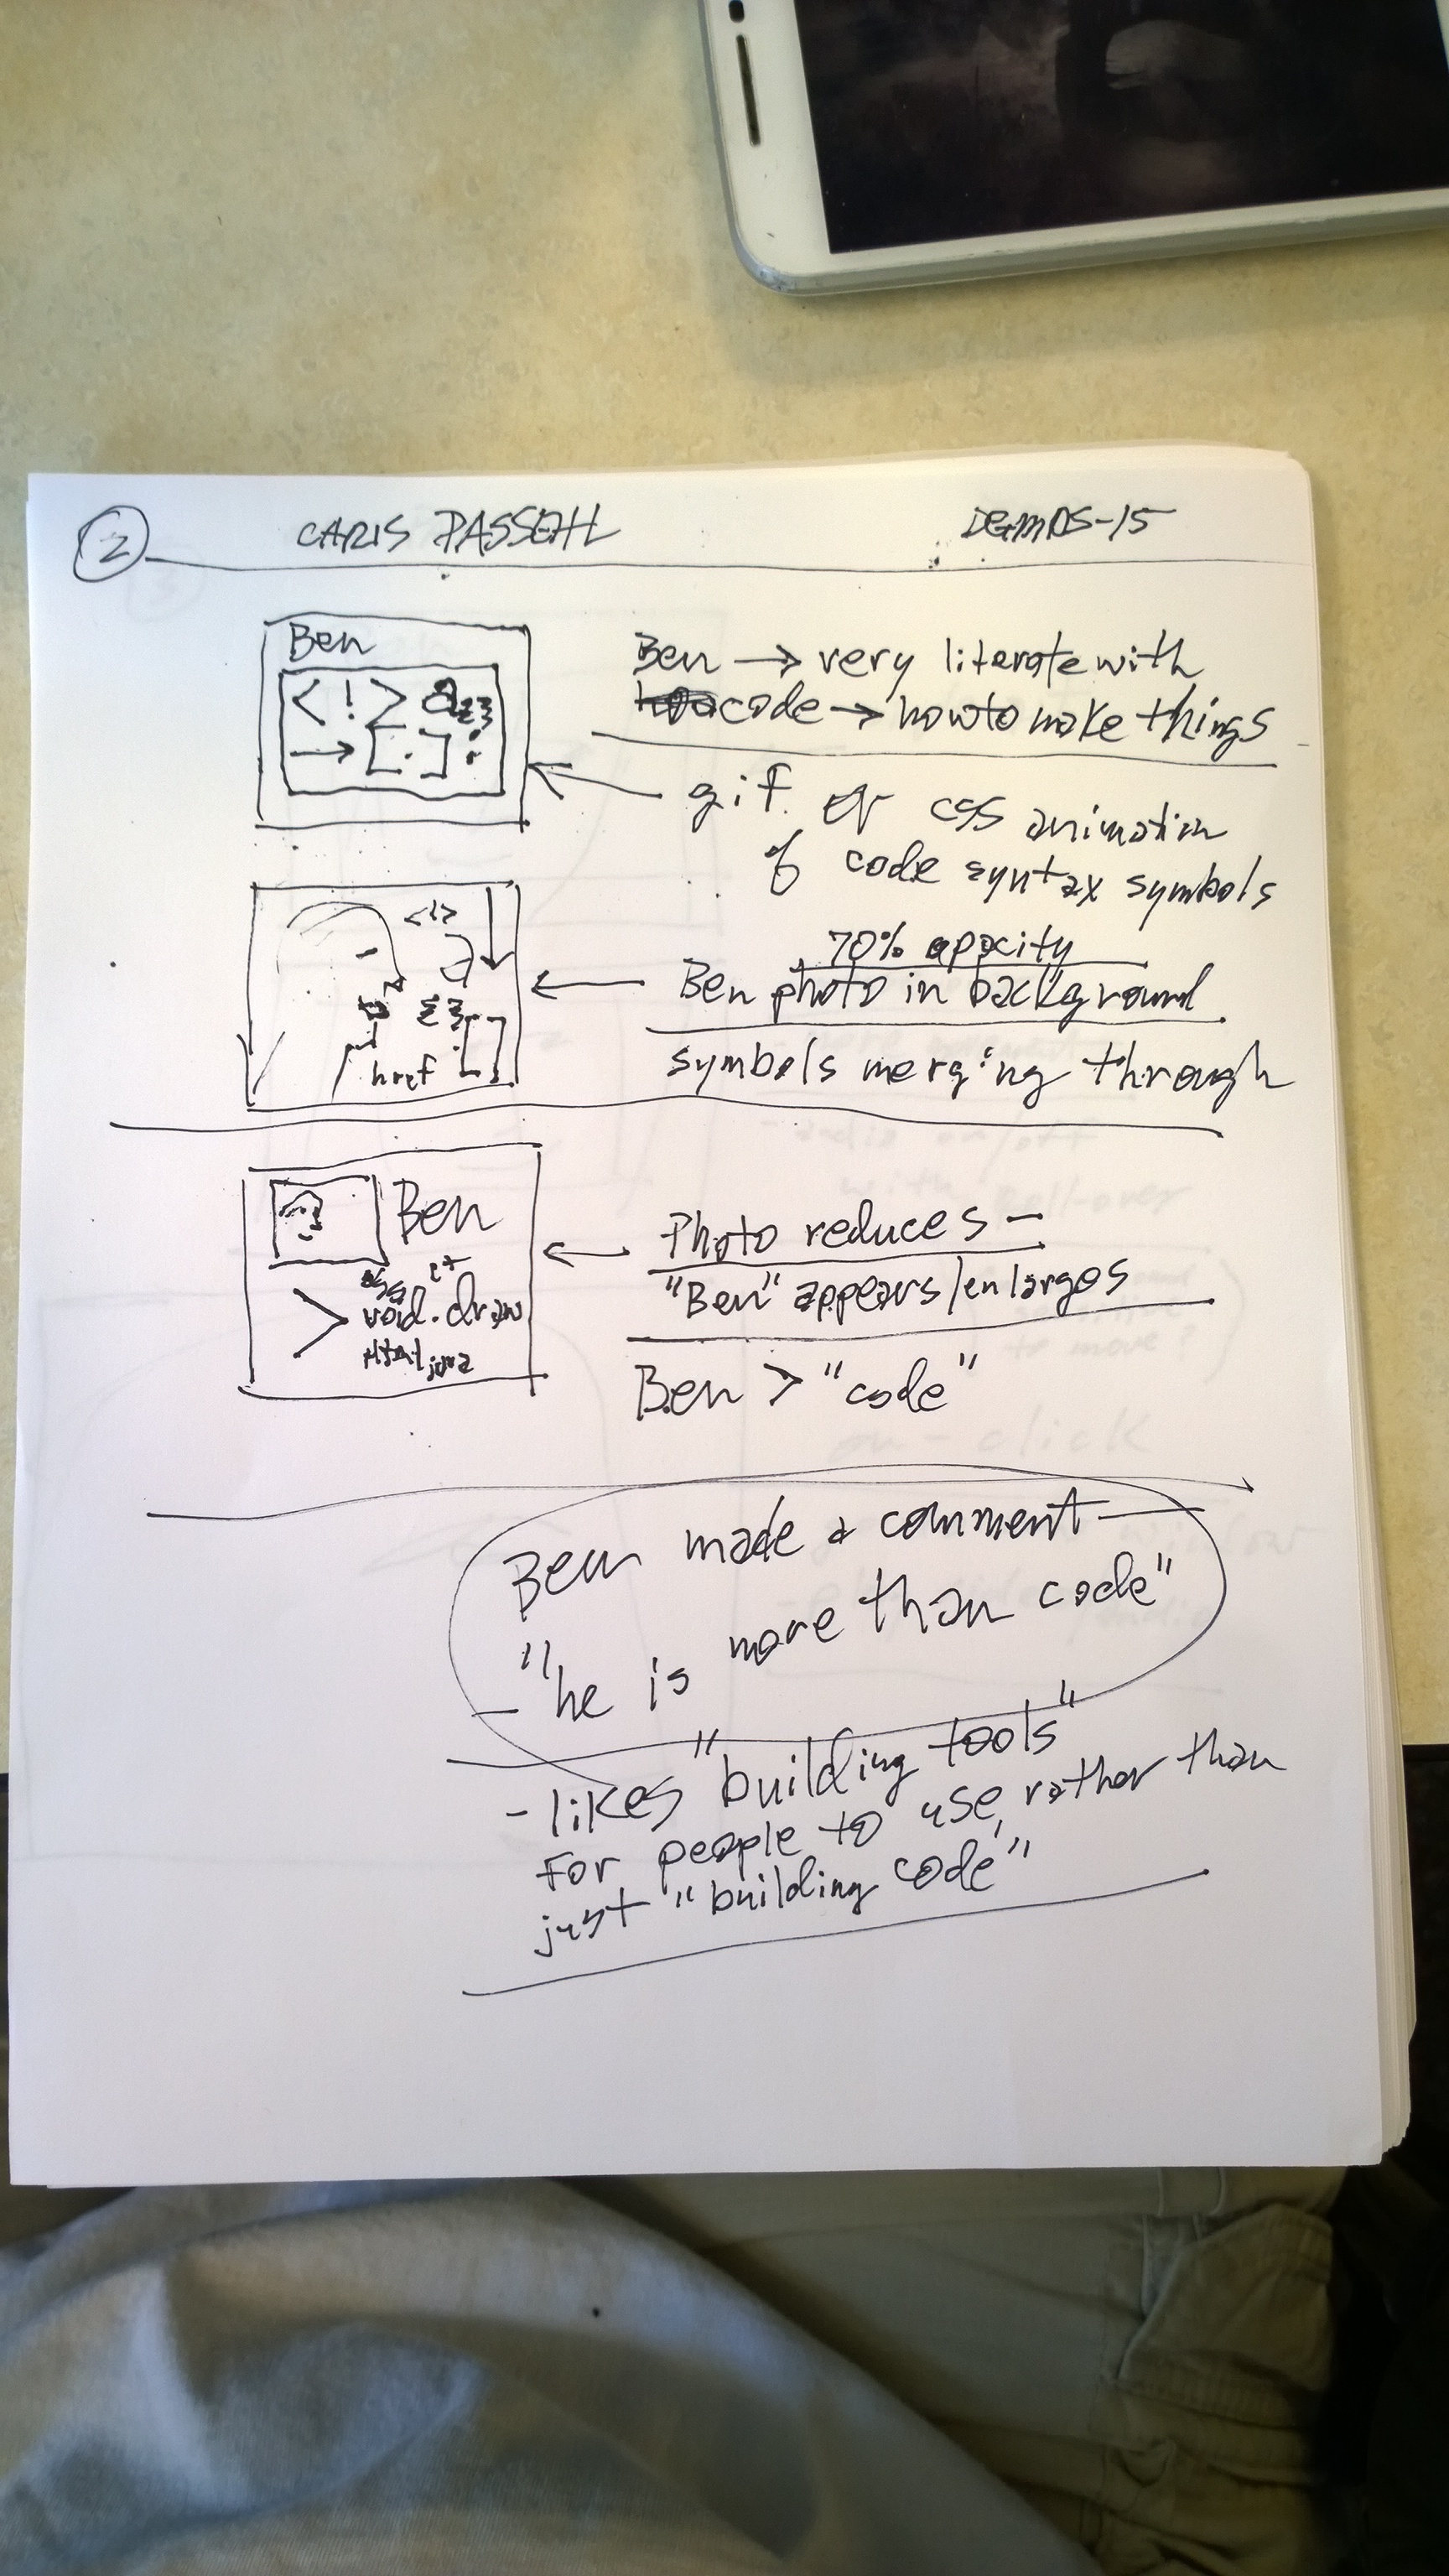 2 CHRIS PASSEHL DGMDS-15
Ben
<!> a{}
→ [.] ;
Ben → very literate with
code → how to make things
gif or css animation
of code syntax symbols
<!>
{}
href []
70% opacity
Ben photo in background
symbols merging through
Ben
> void.draw
Html java
Photo reduces —
"Ben" appears/enlarges
Ben > "code"
Ben made a comment —
— "he is more than code"
- likes "building tools"
for people to use, rather than
just "building code"